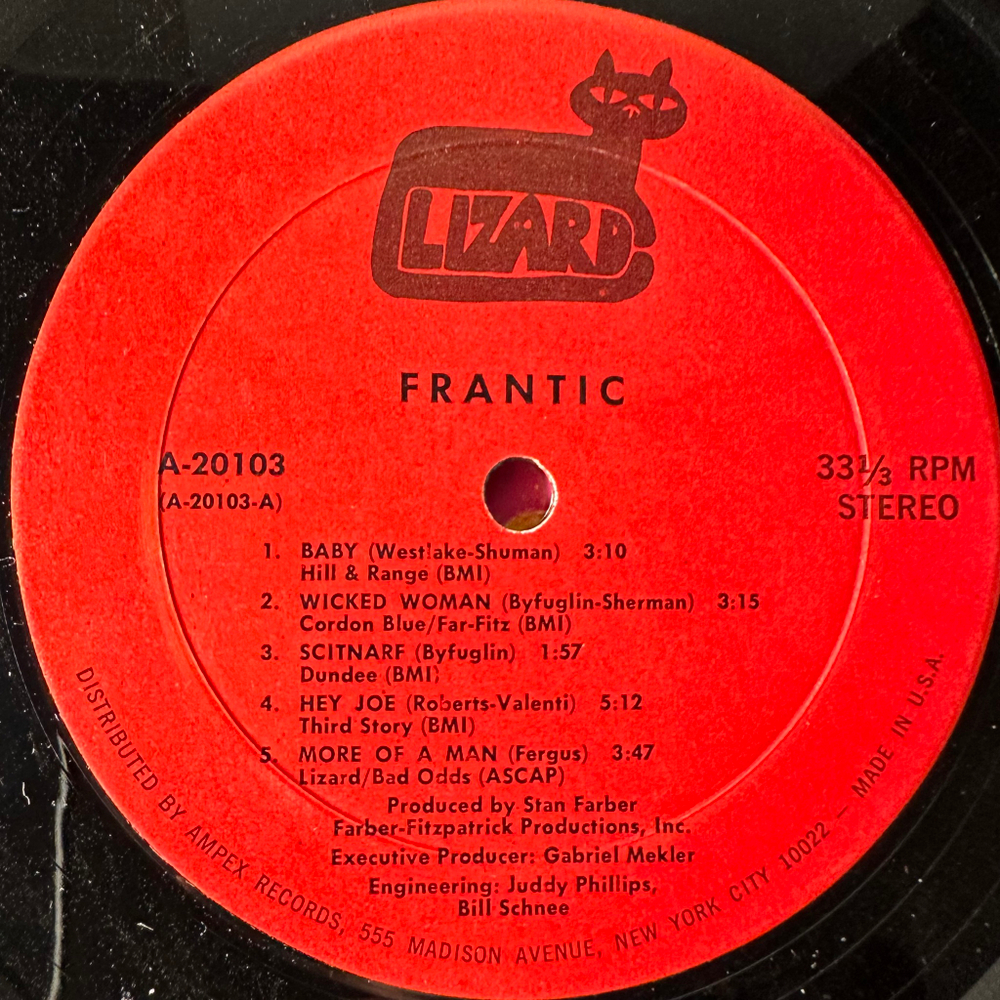 LIZARD
FRANTIC
A-20103
(A-20103-A)
33⅓ RPM
STEREO
1. BABY (Westlake-Shuman) 3:10
Hill & Range (BMI)
2. WICKED WOMAN (Byfuglin-Sherman) 3:15
Cordon Blue/Far-Fitz (BMI)
3. SCITNARF (Byfuglin) 1:57
Dundee (BMI)
4. HEY JOE (Roberts-Valenti) 5:12
Third Story (BMI)
5. MORE OF A MAN (Fergus) 3:47
Lizard/Bad Odds (ASCAP)
Produced by Stan Farber
Farber-Fitzpatrick Productions, Inc.
Executive Producer: Gabriel Mekler
Engineering: Juddy Phillips,
Bill Schnee
DISTRIBUTED BY AMPEX RECORDS, 555 MADISON AVENUE, NEW YORK CITY 10022 — MADE IN U.S.A.